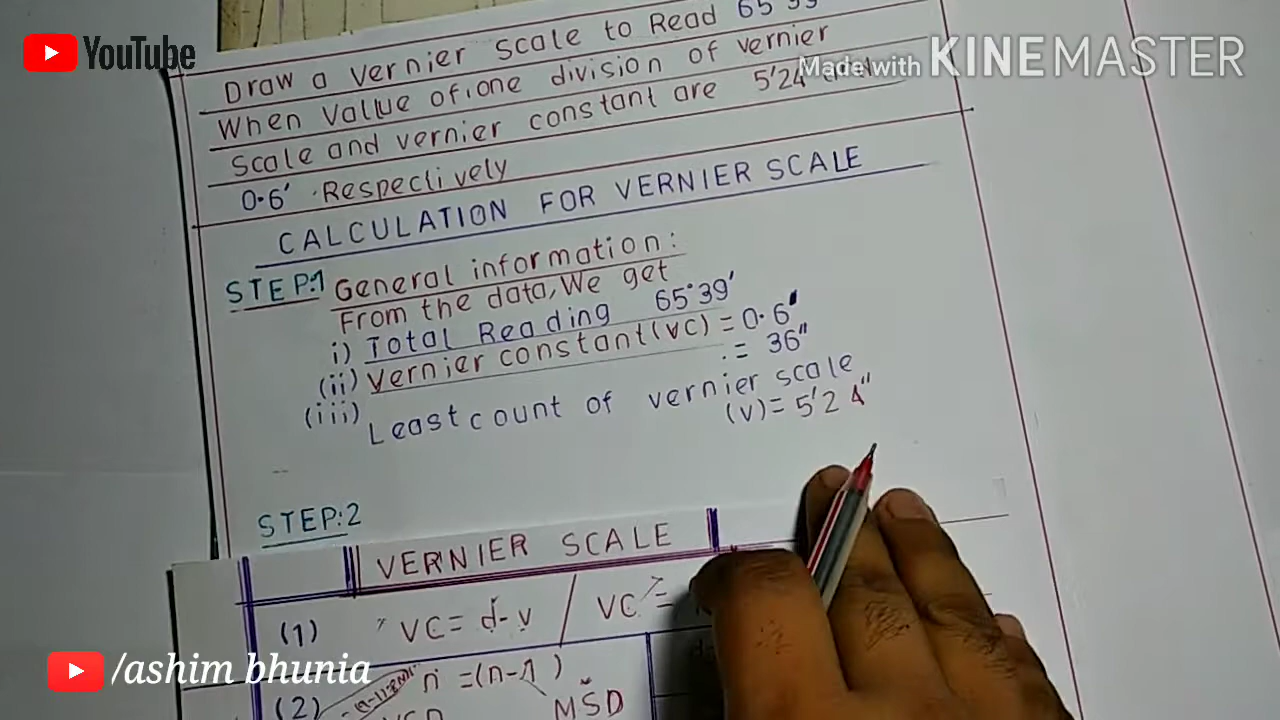 YouTube
Made with KINEMASTER
Draw a vernier scale to Read 65°39'
When value of one division of vernier
scale and vernier constant are 5'24"
0.6' Respectively
CALCULATION FOR VERNIER SCALE
STEP:1 General information:
From the data, We get
i) Total Reading 65°39'
(ii) vernier constant (VC) = 0.6'
= 36"
(iii) Least count of vernier scale
(v) = 5'24"
STEP:2
VERNIER SCALE
(1) VC = d-v / VC =
(2) n = (n-1)
MSD
/ashim bhunia